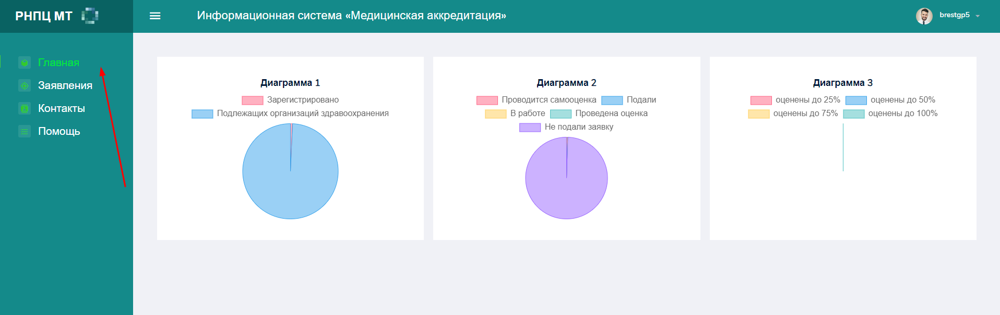 РНПЦ МТ
Информационная система «Медицинская аккредитация»
brestgp5
Главная
Заявления
Контакты
Помощь
Диаграмма 1
Зарегистрировано
Подлежащих организаций здравоохранения
Диаграмма 2
Проводится самооценка Подали
В работе Проведена оценка
Не подали заявку
Диаграмма 3
оценены до 25% оценены до 50%
оценены до 75% оценены до 100%